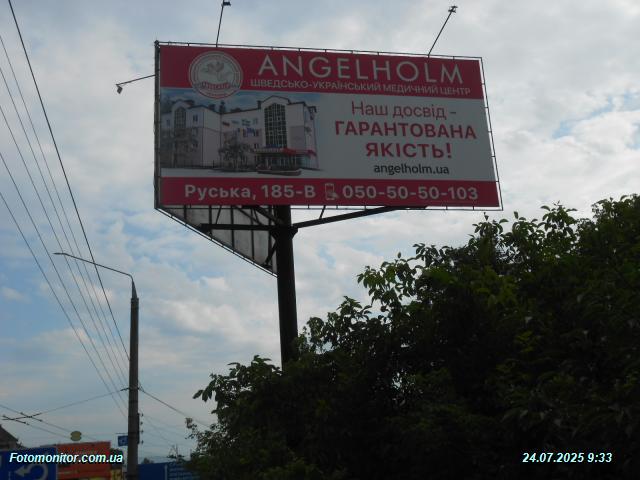 ANGELHOLM
ШВЕДСЬКО-УКРАЇНСЬКИЙ МЕДИЧНИЙ ЦЕНТР
Наш досвід –
ГАРАНТОВАНА
ЯКІСТЬ!
angelholm.ua
Руська, 185-В 050-50-50-103
Fotomonitor.com.ua
24.07.2025 9:33